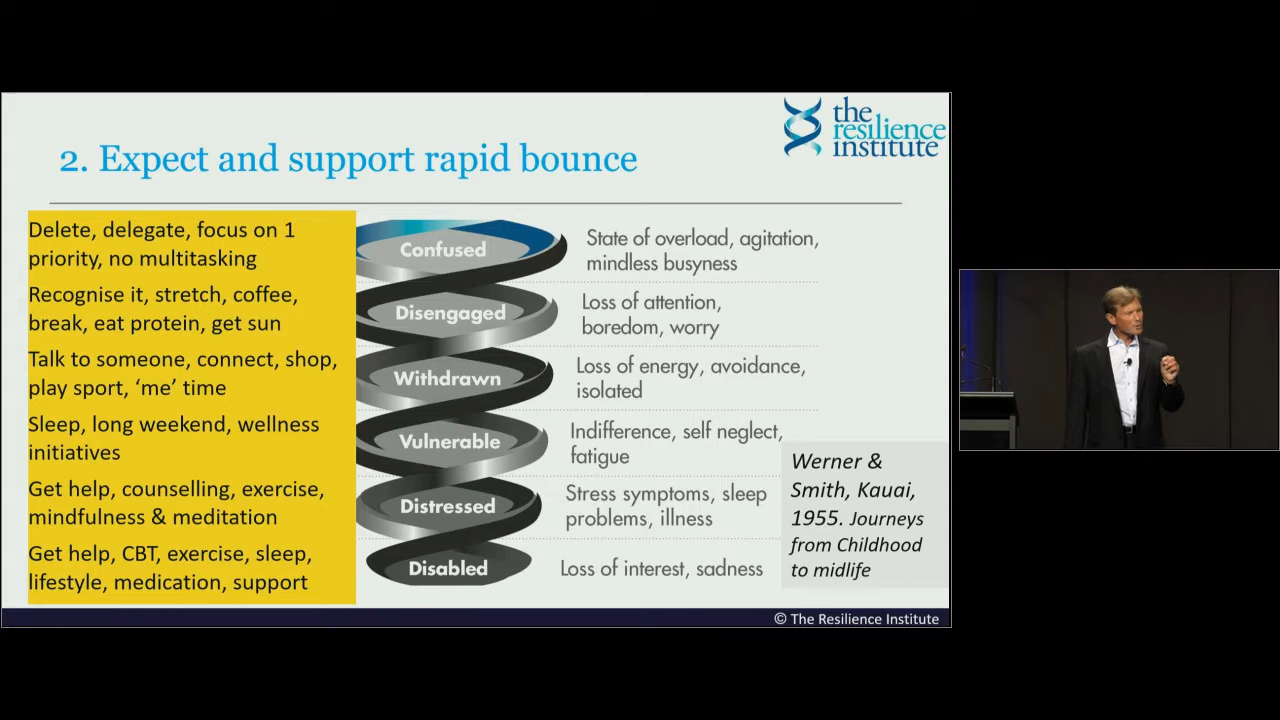 the
resilience
institute
2. Expect and support rapid bounce
Delete, delegate, focus on 1
priority, no multitasking
Confused
State of overload, agitation,
mindless busyness
Recognise it, stretch, coffee,
break, eat protein, get sun
Disengaged
Loss of attention,
boredom, worry
Talk to someone, connect, shop,
play sport, ‘me’ time
Withdrawn
Loss of energy, avoidance,
isolated
Sleep, long weekend, wellness
initiatives
Vulnerable
Indifference, self neglect,
fatigue
Get help, counselling, exercise,
mindfulness & meditation
Distressed
Stress symptoms, sleep
problems, illness
Get help, CBT, exercise, sleep,
lifestyle, medication, support
Disabled
Loss of interest, sadness
Werner &
Smith, Kauai,
1955. Journeys
from Childhood
to midlife
© The Resilience Institute